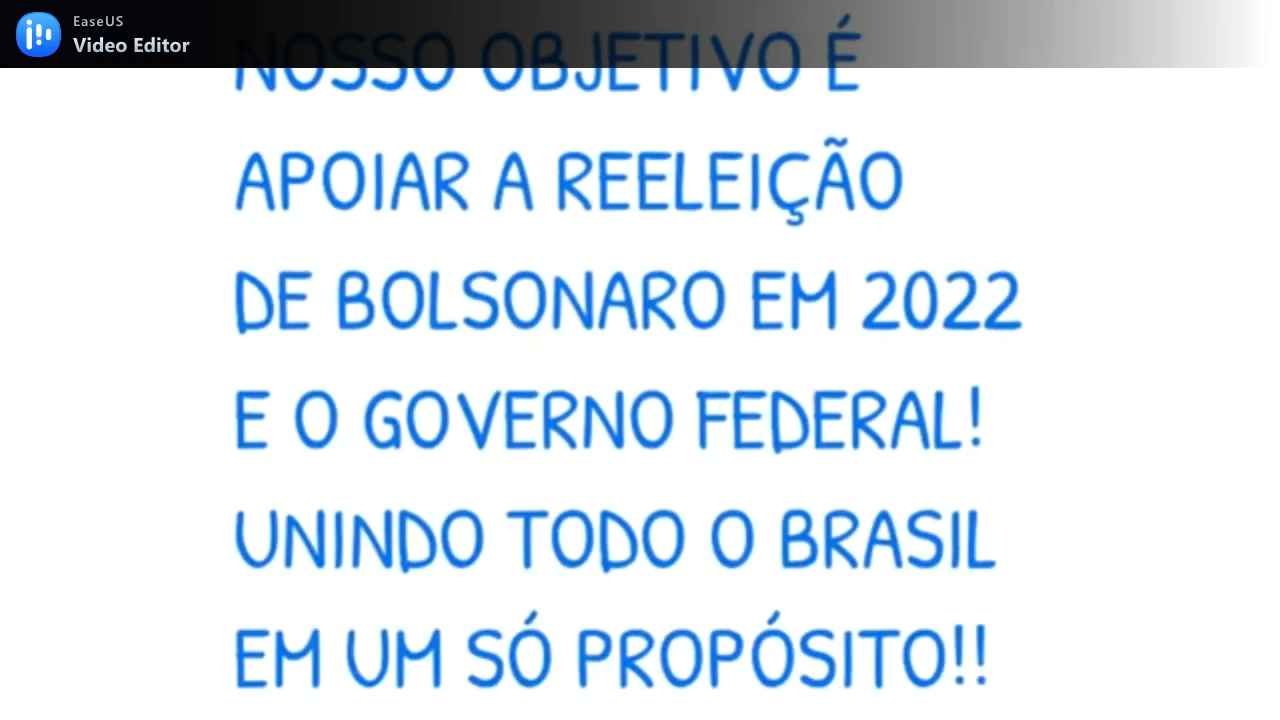 EaseUS
Video Editor
NOSSO OBJETIVO É
APOIAR A REELEIÇÃO
DE BOLSONARO EM 2022
E O GOVERNO FEDERAL!
UNINDO TODO O BRASIL
EM UM SÓ PROPÓSITO!!